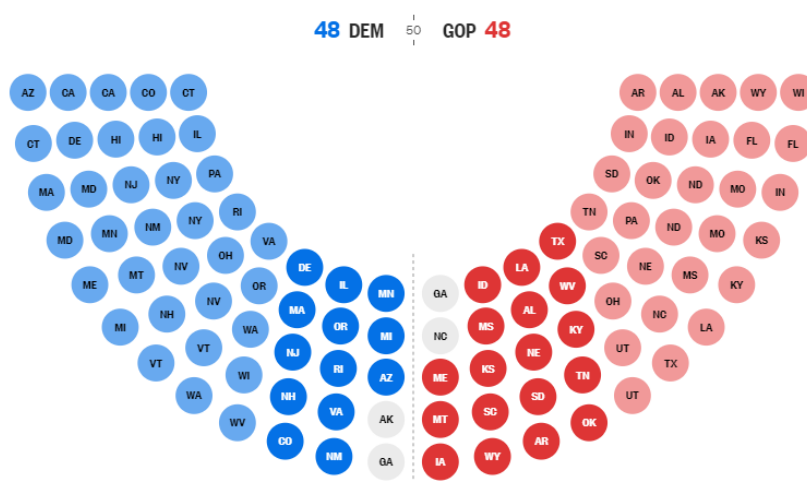 48 DEM 50 GOP 48
AZ CA CA CO CT AR AL AK WY WI
CT DE HI HI IL IN ID IA FL FL
MA MD NJ NY PA SD OK ND MO IN
MD MN NM NY RI VA TN PA ND MO KS
ME MT NV OH DE IL MN GA ID LA TX SC NE MS KY
MI NH NV OR MA OR MI NC MS AL WV OH NC LA
VT VT WA NJ RI AZ ME KS NE KY UT TX
WA WI NH VA AK MT SC SD TN UT
WV CO NM GA IA WY AR OK